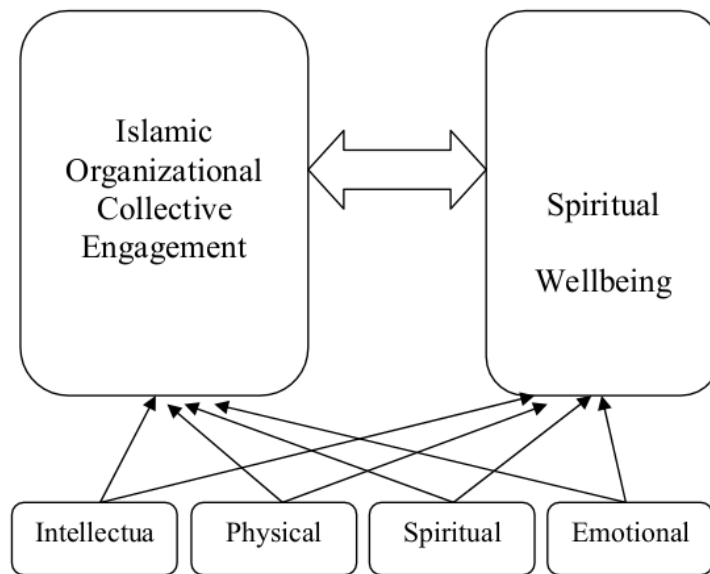 Islamic
Organizational
Collective
Engagement
Spiritual
Wellbeing
Intellectua
Physical
Spiritual
Emotional